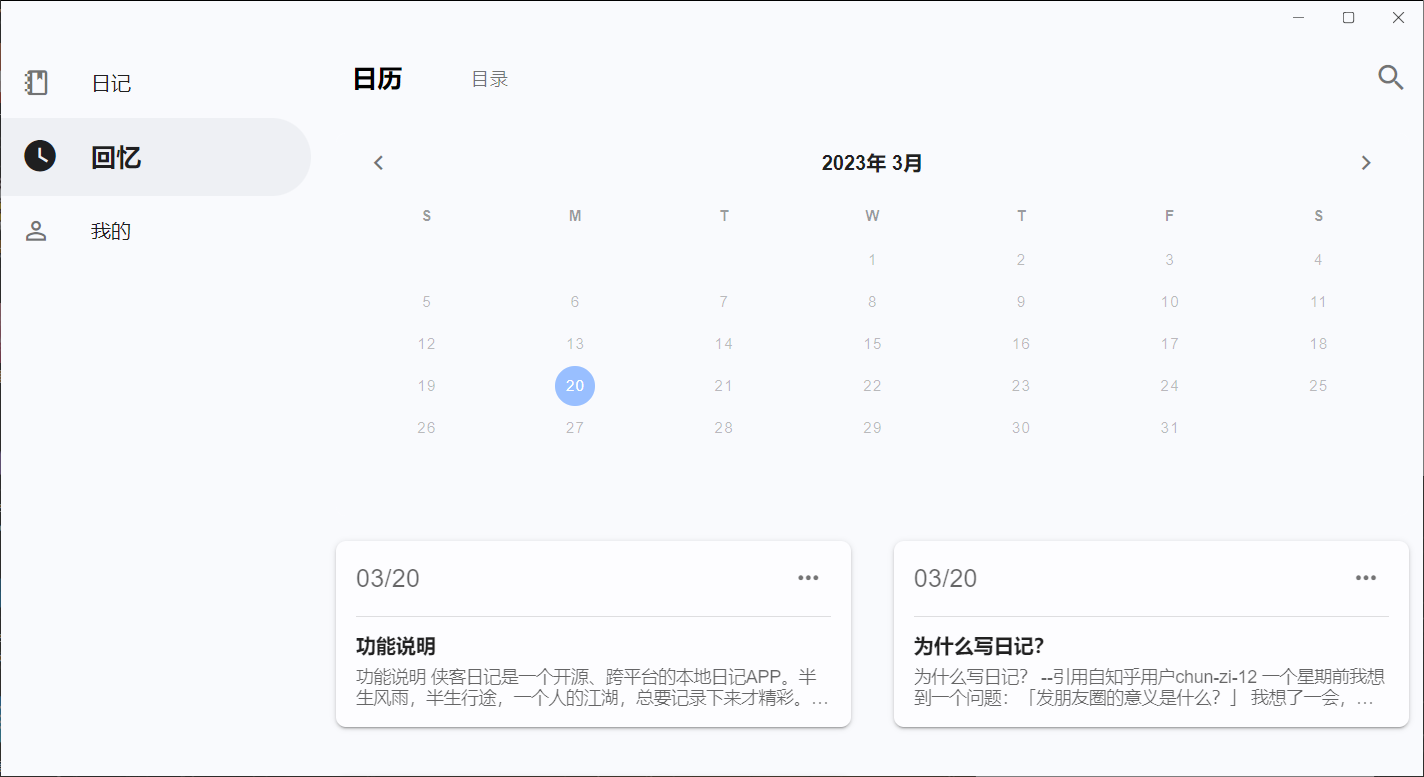 日记
回忆
我的
日历 目录
2023年 3月
S M T W T F S
1 2 3 4
5 6 7 8 9 10 11
12 13 14 15 16 17 18
19 20 21 22 23 24 25
26 27 28 29 30 31
03/20
功能说明
功能说明 侠客日记是一个开源、跨平台的本地日记APP。半
生风雨，半生行途，一个人的江湖，总要记录下来才精彩。…
03/20
为什么写日记？
为什么写日记？ --引用自知乎用户chun-zi-12 一个星期前我想
到一个问题：「发朋友圈的意义是什么？」 我想了一会，…